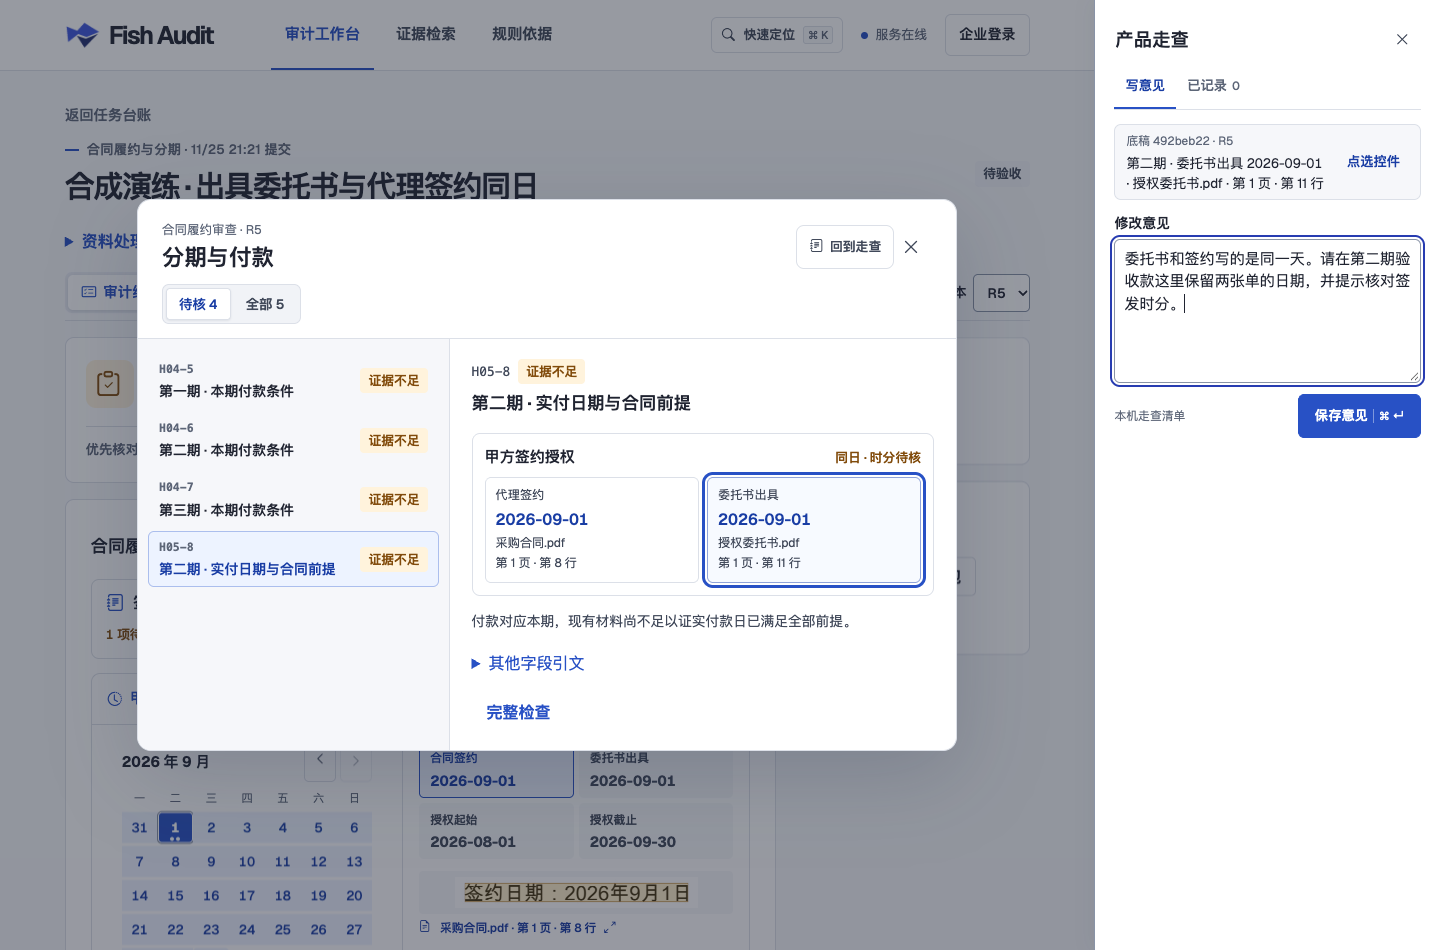 Fish Audit
审计工作台
证据检索
规则依据
快速定位 ⌘ K
服务在线
企业登录
返回任务台账
合同履约与分期 · 11/25 21:21 提交
合成演练 · 出具委托书与代理签约同日
待验收
资料处
R5
合同履约审查 · R5
分期与付款
回到走查
待核 4
全部 5
H04-5
第一期 · 本期付款条件
证据不足
H04-6
第二期 · 本期付款条件
证据不足
H04-7
第三期 · 本期付款条件
证据不足
H05-8
第二期 · 实付日期与合同前提
证据不足
H05-8 证据不足
第二期 · 实付日期与合同前提
甲方签约授权
同日 · 时分待核
代理签约
2026-09-01
采购合同.pdf
第 1 页 · 第 8 行
委托书出具
2026-09-01
授权委托书.pdf
第 1 页 · 第 11 行
付款对应本期，现有材料尚不足以证实付款日已满足全部前提。
其他字段引文
完整检查
审计
优先核对
合同履
1 项待
2026 年 9 月
一 二 三 四 五 六 日
31 1 2 3 4 5 6
7 8 9 10 11 12 13
14 15 16 17 18 19 20
21 22 23 24 25 26 27
合同签约
2026-09-01
委托书出具
2026-09-01
授权起始
2026-08-01
授权截止
2026-09-30
签约日期：2026年9月1日
采购合同.pdf · 第 1 页 · 第 8 行
产品走查
写意见
已记录 0
底稿 492beb22 · R5
第二期 · 委托书出具 2026-09-01
· 授权委托书.pdf · 第 1 页 · 第 11 行
点选控件
修改意见
委托书和签约写的是同一天。请在第二期验
收款这里保留两张单的日期，并提示核对签
发时分。
本机走查清单
保存意见 ⌘ ↵